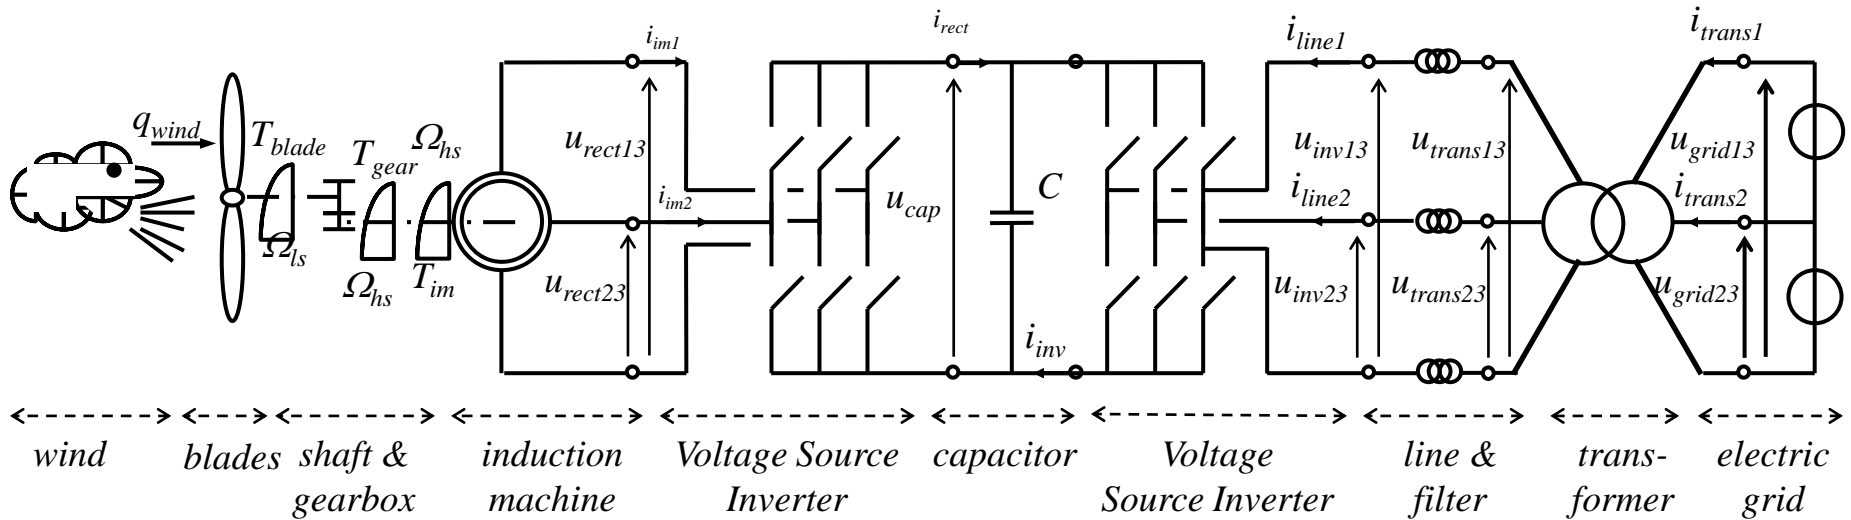 q_wind
T_blade
Ω_ls
T_gear
Ω_hs
Ω_hs
T_im
i_im1
u_rect13
i_im2
u_rect23
i_rect
u_cap
C
i_inv
i_line1
u_inv13
u_trans13
i_line2
u_inv23
u_trans23
i_trans1
u_grid13
i_trans2
u_grid23
wind
blades
shaft &
gearbox
induction
machine
Voltage Source
Inverter
capacitor
Voltage
Source Inverter
line &
filter
trans-
former
electric
grid